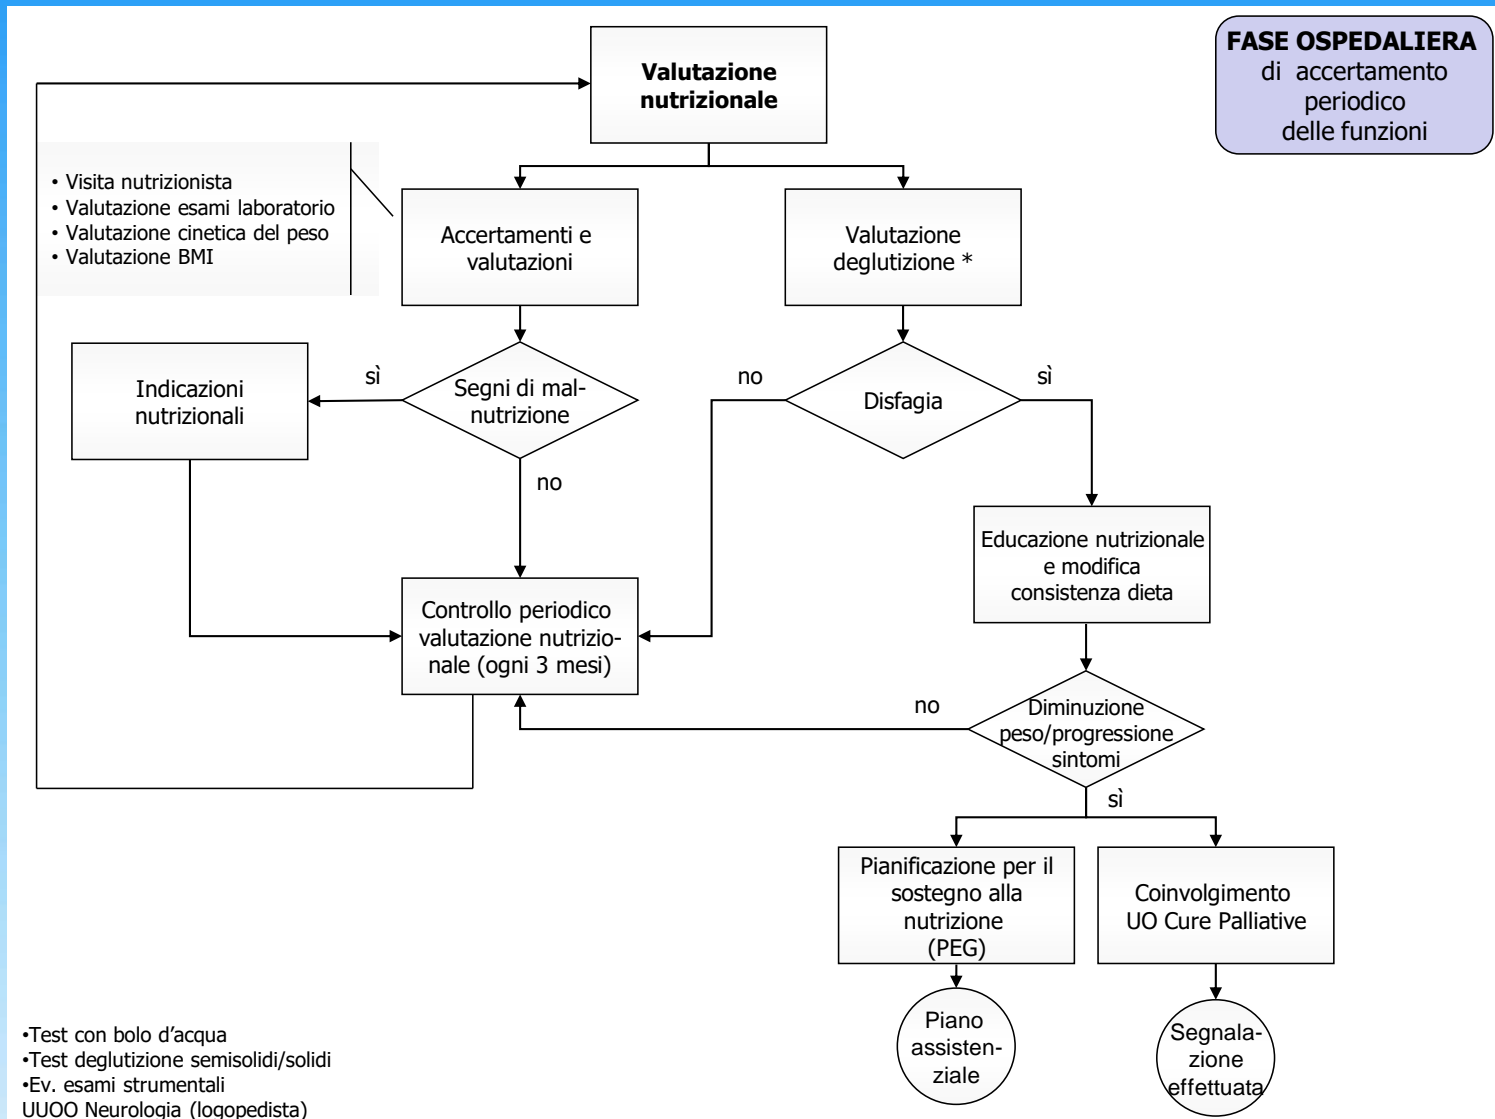 FASE OSPEDALIERA
di accertamento
periodico
delle funzioni
Valutazione
nutrizionale
• Visita nutrizionista
• Valutazione esami laboratorio
• Valutazione cinetica del peso
• Valutazione BMI
Accertamenti e
valutazioni
Valutazione
deglutizione *
Indicazioni
nutrizionali
sì
Segni di mal-
nutrizione
no
no
Disfagia
sì
Educazione nutrizionale
e modifica
consistenza dieta
Controllo periodico
valutazione nutrizio-
nale (ogni 3 mesi)
no
Diminuzione
peso/progressione
sintomi
sì
Pianificazione per il
sostegno alla
nutrizione
(PEG)
Coinvolgimento
UO Cure Palliative
Piano
assisten-
ziale
Segnala-
zione
effettuata
•Test con bolo d'acqua
•Test deglutizione semisolidi/solidi
•Ev. esami strumentali
UUOO Neurologia (logopedista)